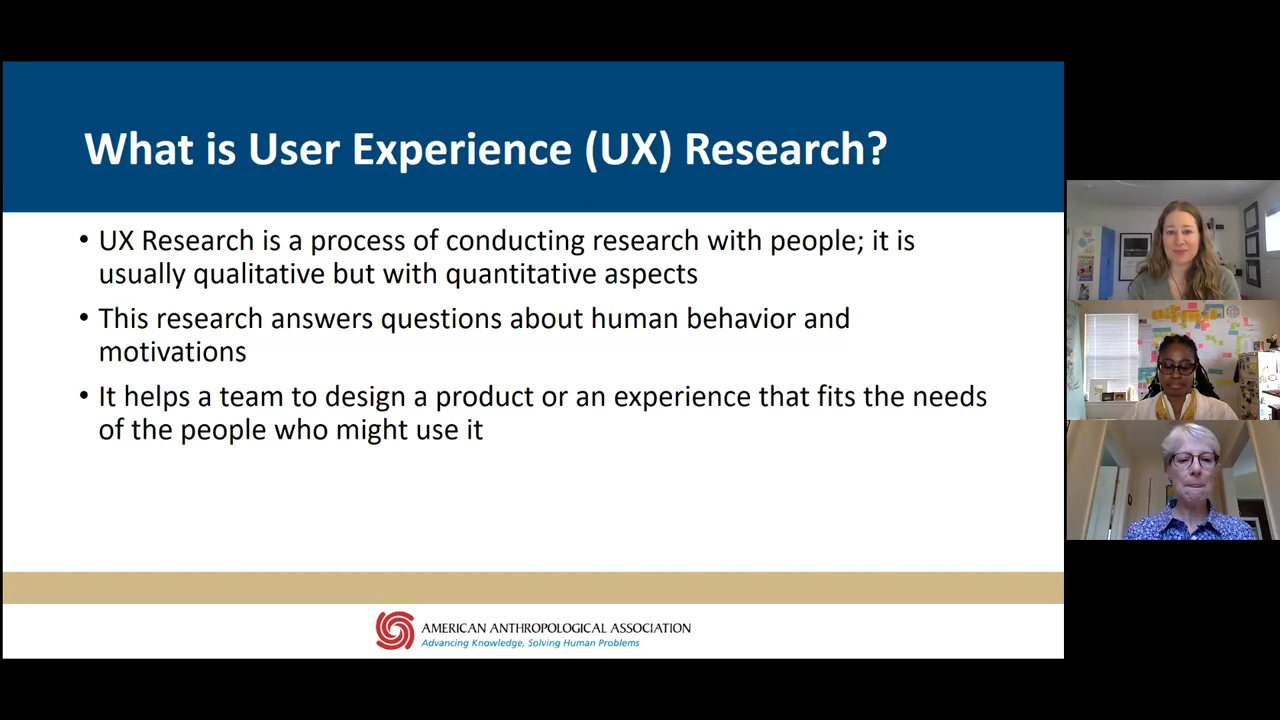 What is User Experience (UX) Research?
• UX Research is a process of conducting research with people; it is
usually qualitative but with quantitative aspects
• This research answers questions about human behavior and
motivations
• It helps a team to design a product or an experience that fits the needs
of the people who might use it
AMERICAN ANTHROPOLOGICAL ASSOCIATION
Advancing Knowledge, Solving Human Problems